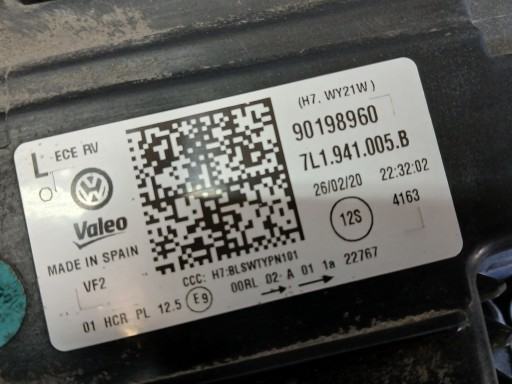 L ECE RV
(H7. WY21W)
90198960
7L1.941.005.B
26/02/20 22:32:02
12S
4163
VW
Valeo
MADE IN SPAIN
VF2
CCC: H7:BLSWTYPN101
01 HCR PL 12.5 E9 00RL 02 A 01 1a 22767